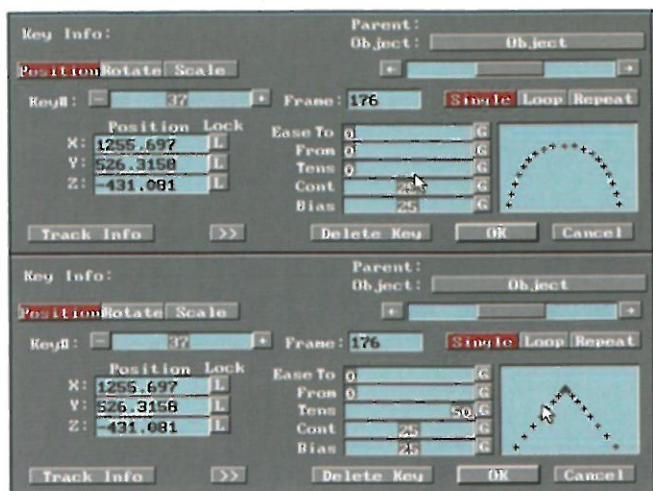 Key Info:
Parent:
Object: Object
Position Rotate Scale
Key#: 37 Frame: 176 Single Loop Repeat
Position Lock
X: 1255.697 L
Y: 526.3158 L
Z: -431.081 L
Ease To 0 G
From 0 G
Tens 0 G
Cont 25 G
Bias 25 G
Track Info >> Delete Key OK Cancel
Key Info:
Parent:
Object: Object
Position Rotate Scale
Key#: 37 Frame: 176 Single Loop Repeat
Position Lock
X: 1255.697 L
Y: 526.3158 L
Z: -431.081 L
Ease To 0 G
From 0 G
Tens 50 G
Cont 25 G
Bias 25 G
Track Info >> Delete Key OK Cancel